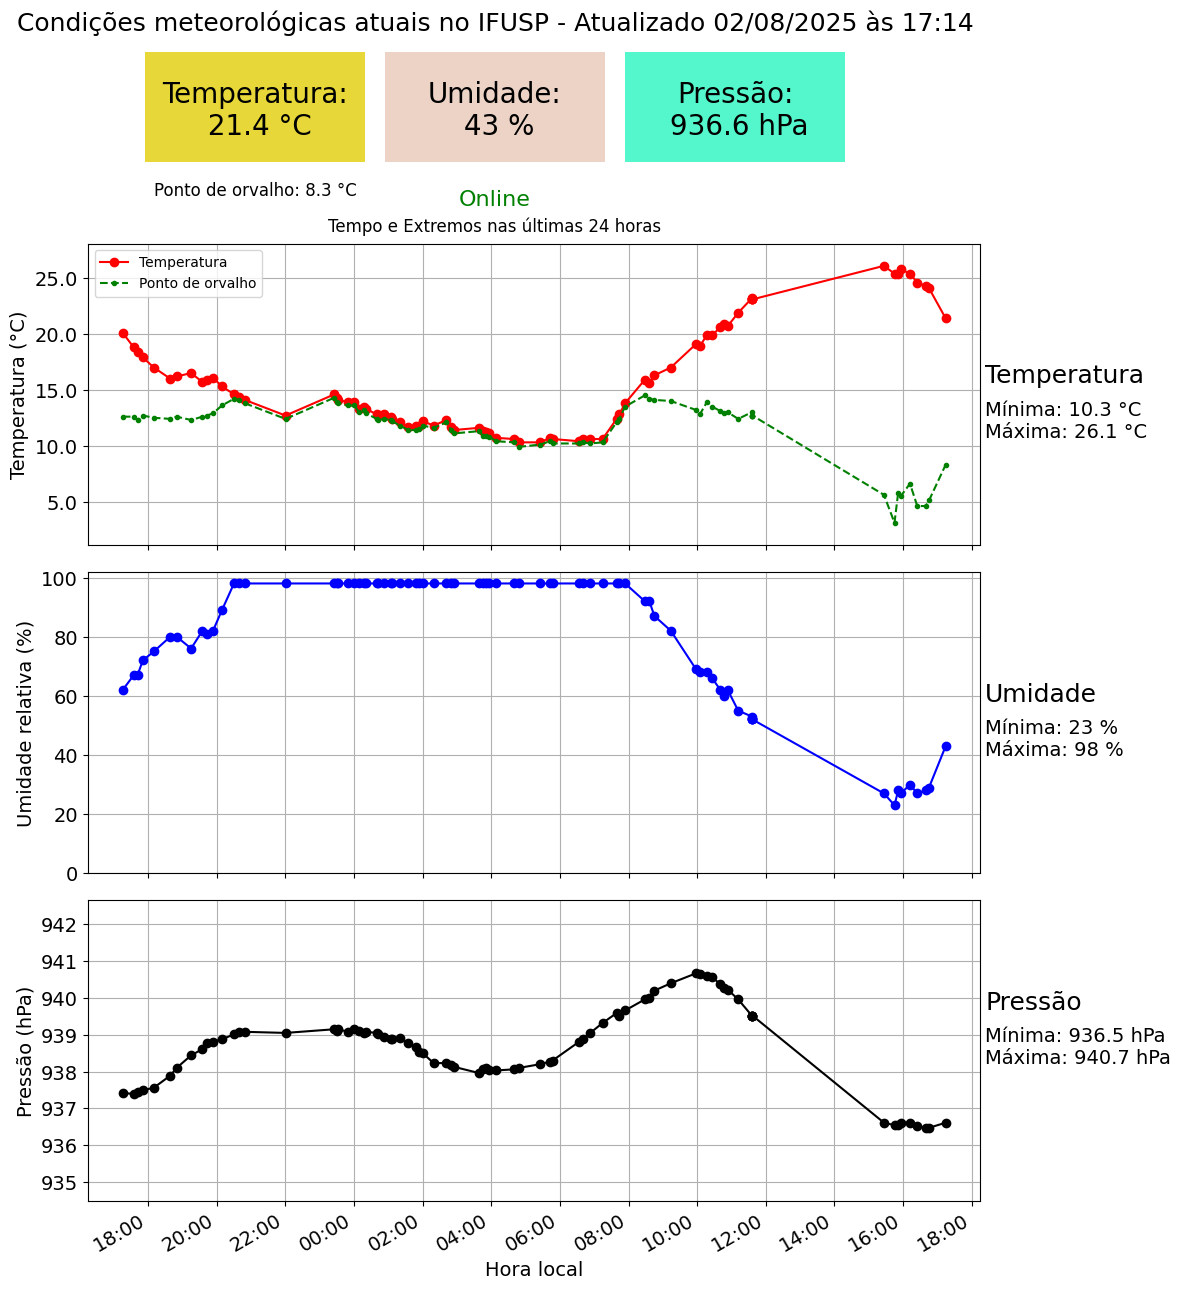 Condições meteorológicas atuais no IFUSP - Atualizado 02/08/2025 às 17:14
Temperatura:
21.4 °C
Umidade:
43 %
Pressão:
936.6 hPa
Ponto de orvalho: 8.3 °C
Online
Tempo e Extremos nas últimas 24 horas
Temperatura
Ponto de orvalho
25.0
20.0
15.0
10.0
5.0
Temperatura (°C)
Temperatura
Mínima: 10.3 °C
Máxima: 26.1 °C
100
80
60
40
20
0
Umidade relativa (%)
Umidade
Mínima: 23 %
Máxima: 98 %
942
941
940
939
938
937
936
935
Pressão (hPa)
Pressão
Mínima: 936.5 hPa
Máxima: 940.7 hPa
18:00
20:00
22:00
00:00
02:00
04:00
06:00
08:00
10:00
12:00
14:00
16:00
18:00
Hora local